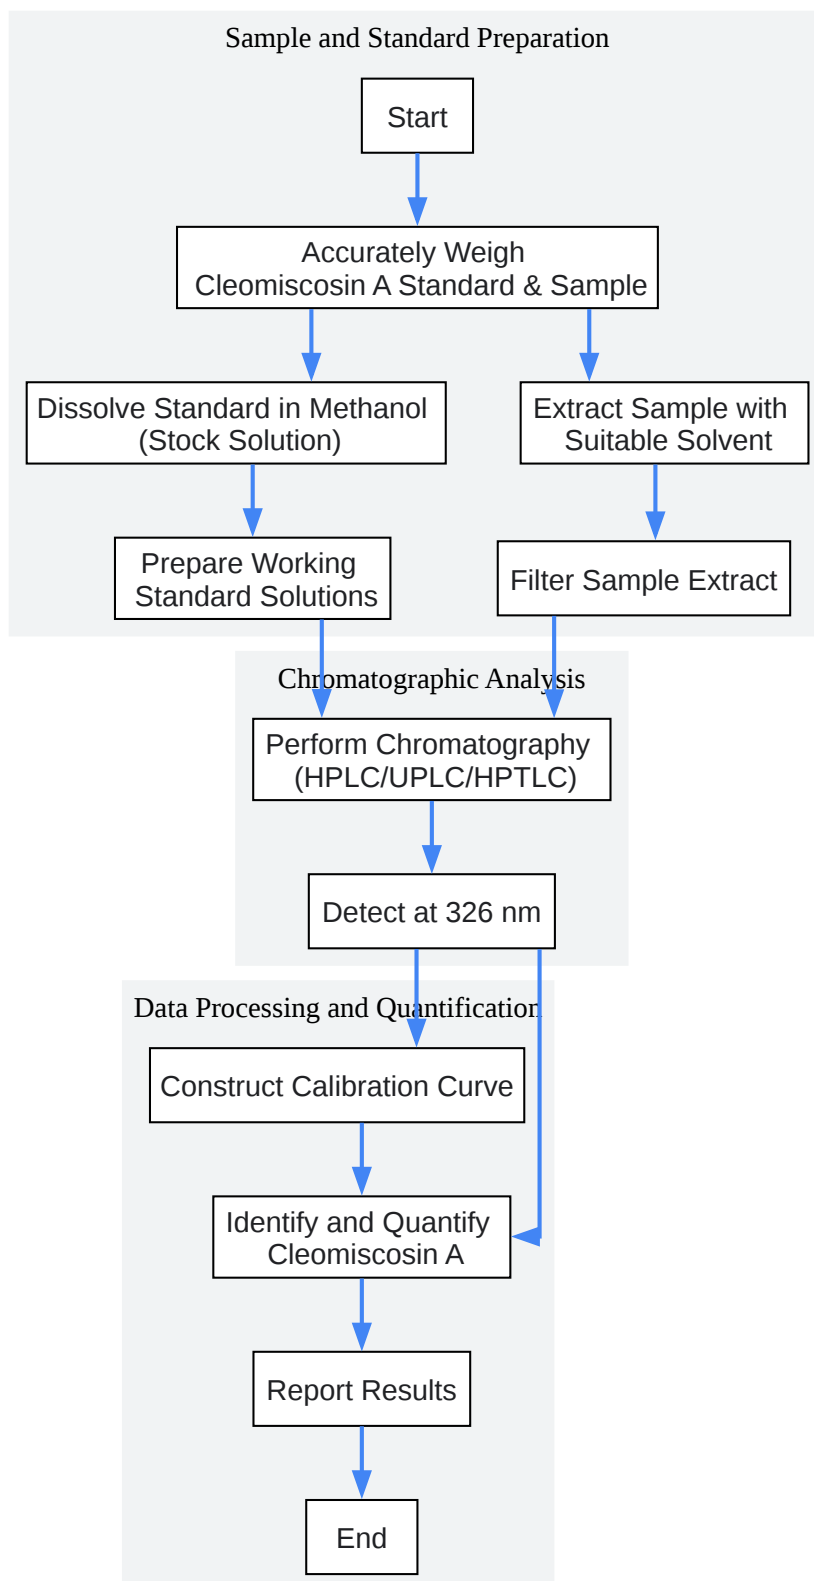 Sample and Standard Preparation
Start
Accurately Weigh
Cleomiscosin A Standard & Sample
Dissolve Standard in Methanol
(Stock Solution)
Extract Sample with
Suitable Solvent
Prepare Working
Standard Solutions
Filter Sample Extract
Chromatographic Analysis
Perform Chromatography
(HPLC/UPLC/HPTLC)
Detect at 326 nm
Data Processing and Quantification
Construct Calibration Curve
Identify and Quantify
Cleomiscosin A
Report Results
End